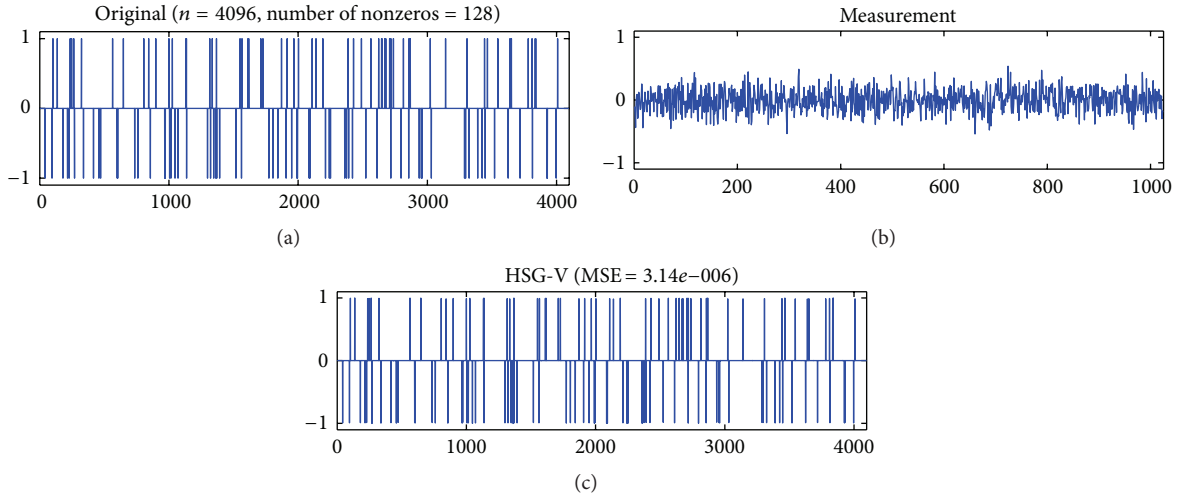 Original (n = 4096, number of nonzeros = 128)
1
0
−1
0 1000 2000 3000 4000
(a)
Measurement
1
0
−1
0 200 400 600 800 1000
(b)
HSG-V (MSE = 3.14e−006)
1
0
−1
0 1000 2000 3000 4000
(c)